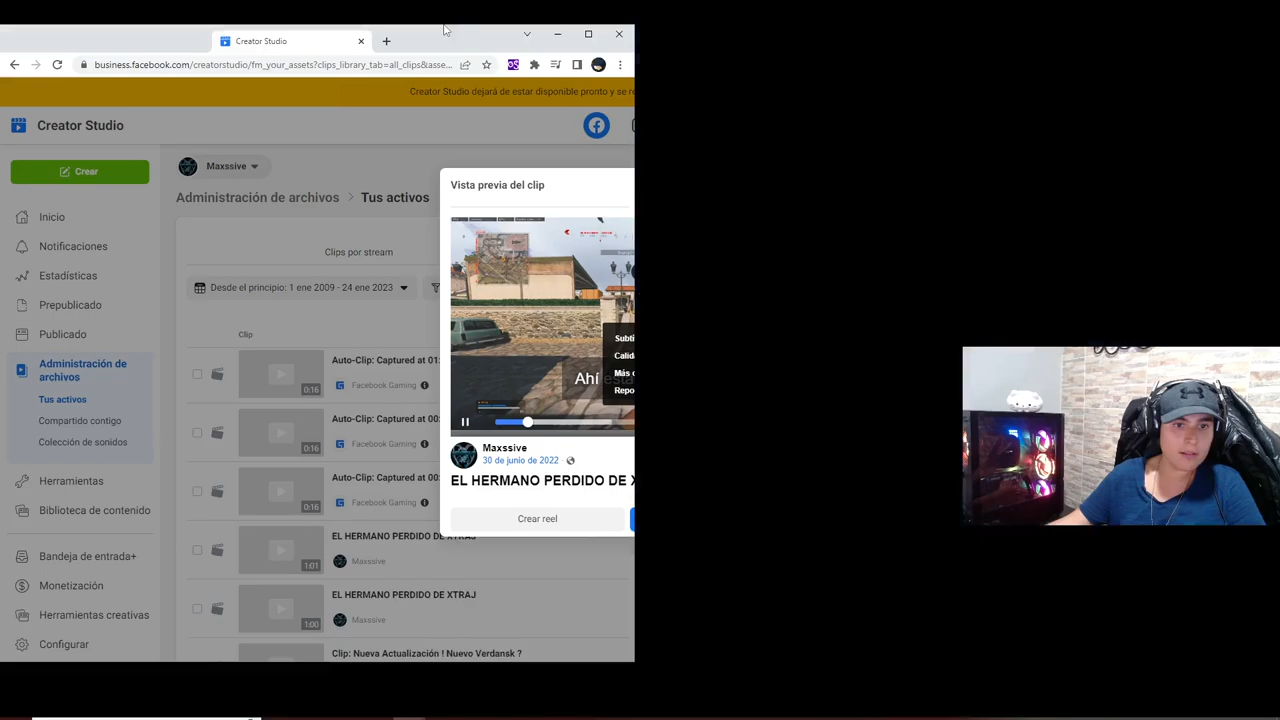 Creator Studio
business.facebook.com/creatorstudio/fm_your_assets?clips_library_tab=all_clips&asse...
Creator Studio dejará de estar disponible pronto y se re
Creator Studio
Crear
Maxssive
Administración de archivos > Tus activos
Inicio
Notificaciones
Estadísticas
Prepublicado
Publicado
Administración de
archivos
Tus activos
Compartido contigo
Colección de sonidos
Herramientas
Biblioteca de contenido
Bandeja de entrada+
Monetización
Herramientas creativas
Configurar
Clips por stream
Desde el principio: 1 ene 2009 - 24 ene 2023
Clip
Auto-Clip: Captured at 01:
Facebook Gaming
0:16
Auto-Clip: Captured at 00:
Facebook Gaming
0:16
Auto-Clip: Captured at 00:
Facebook Gaming
0:16
EL HERMANO PERDIDO DE XTRAJ
Maxssive
1:01
EL HERMANO PERDIDO DE XTRAJ
Maxssive
1:00
Clip: Nueva Actualización ! Nuevo Verdansk ?
Vista previa del clip
Subtí
Calida
Más o
Repo
Ahí está
Maxssive
30 de junio de 2022
EL HERMANO PERDIDO DE X
Crear reel